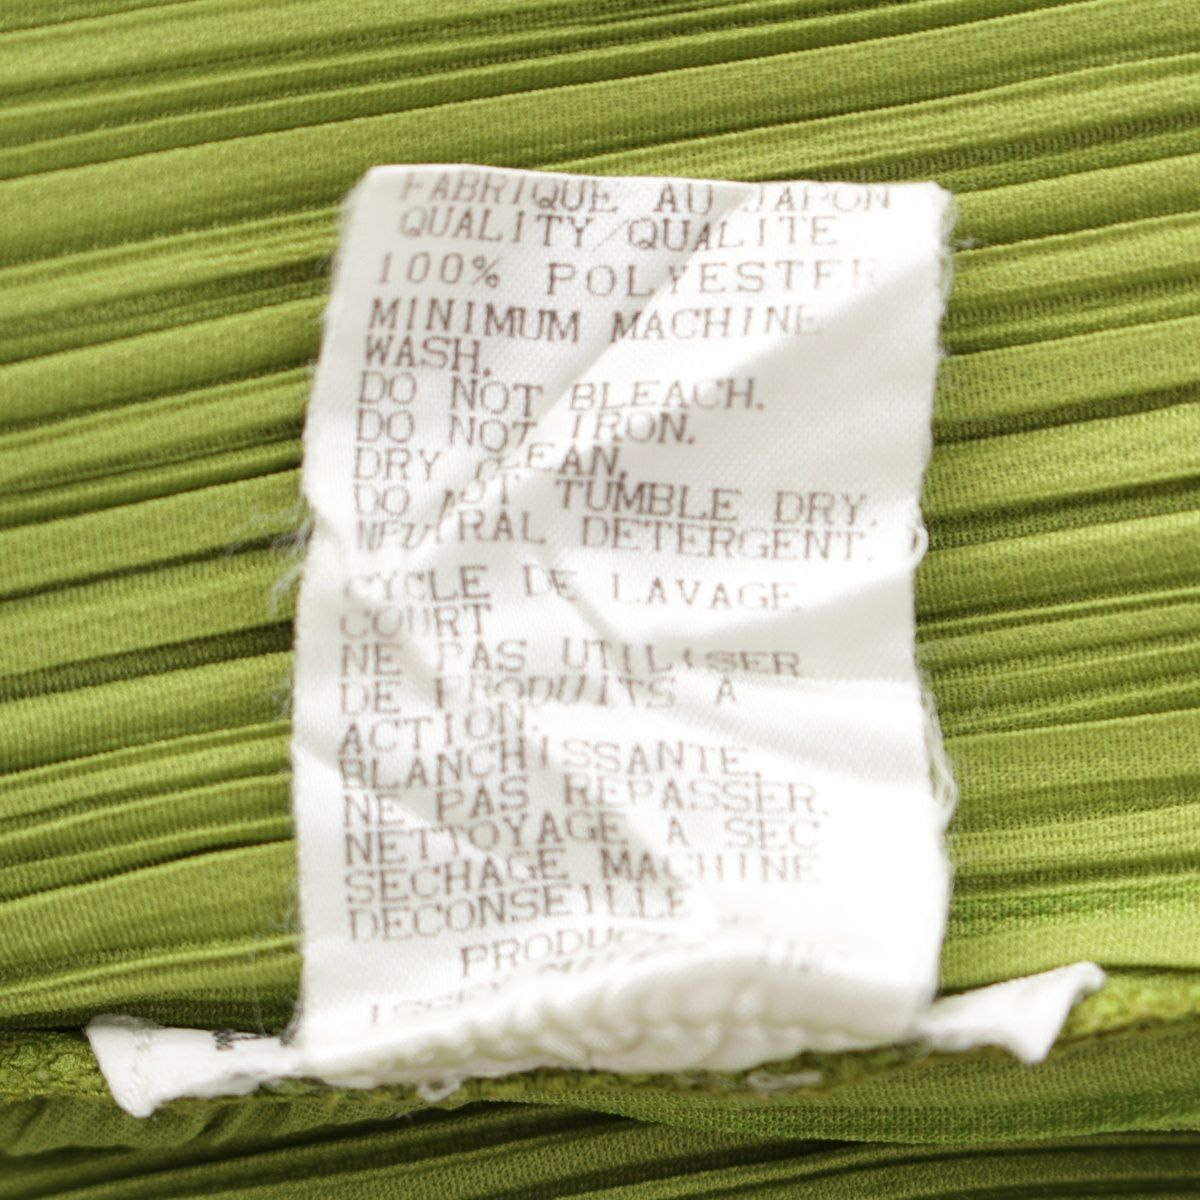 FABRIQUE AU JAPON
QUALITY/QUALITE
100% POLYESTER
MINIMUM MACHINE
WASH.
DO NOT BLEACH.
DO NOT IRON.
DRY CLEAN.
DO NOT TUMBLE DRY.
NEUTRAL DETERGENT.
CYCLE DE LAVAGE
COURT
NE PAS UTILISER
DE PRODUITS A
ACTION.
BLANCHISSANTE.
NE PAS REPASSER.
NETTOYAGE A SEC
SECHAGE MACHINE
DECONSEILLE
ISSEY